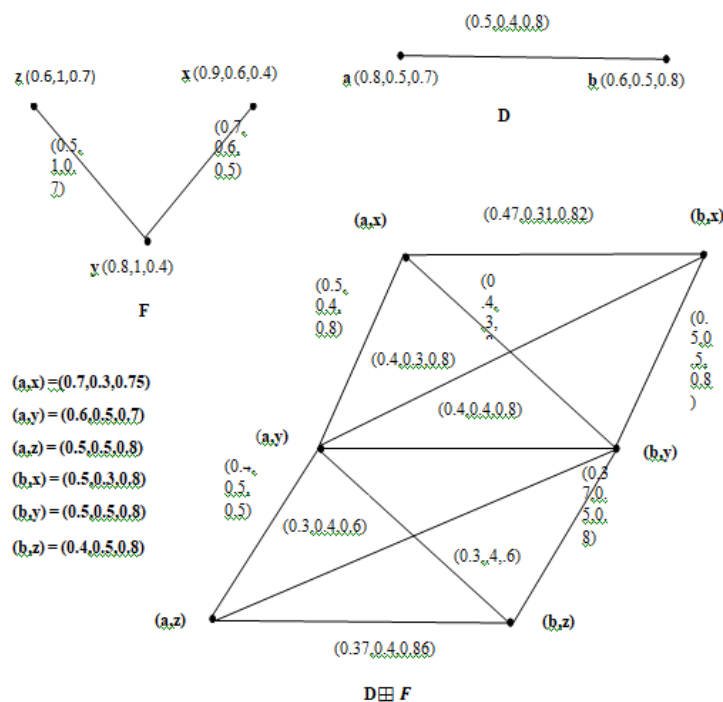 (0.5,0.4,0.8)
z (0.6,1,0.7)
x (0.9,0.6,0.4)
a (0.8,0.5,0.7)
b (0.6,0.5,0.8)
D
(0.5,
1,0.
7)
(0.7,
0.6,
0.5)
y (0.8,1,0.4)
F
(a,x)
(0.47,0.31,0.82)
(b,x)
(0.5,
0.4,
0.8)
(0
.4,
.3,
(0.
5,0
.5,
0.8
)
(0.4,0.3,0.8)
(0.4,0.4,0.8)
(a,x) =(0.7,0.3,0.75)
(a,y) = (0.6,0.5,0.7)
(a,z) = (0.5,0.5,0.8)
(b,x) = (0.5,0.3,0.8)
(b,y) = (0.5,0.5,0.8)
(b,z) = (0.4,0.5,0.8)
(a,y)
(b,y)
0.5,
0.5)
(0.3
7,0.
5,0.
8)
(0.3,0.4,0.6)
(0.3,.4,.6)
(a,z)
(b,z)
(0.37,0.4,0.86)
D⊞ F